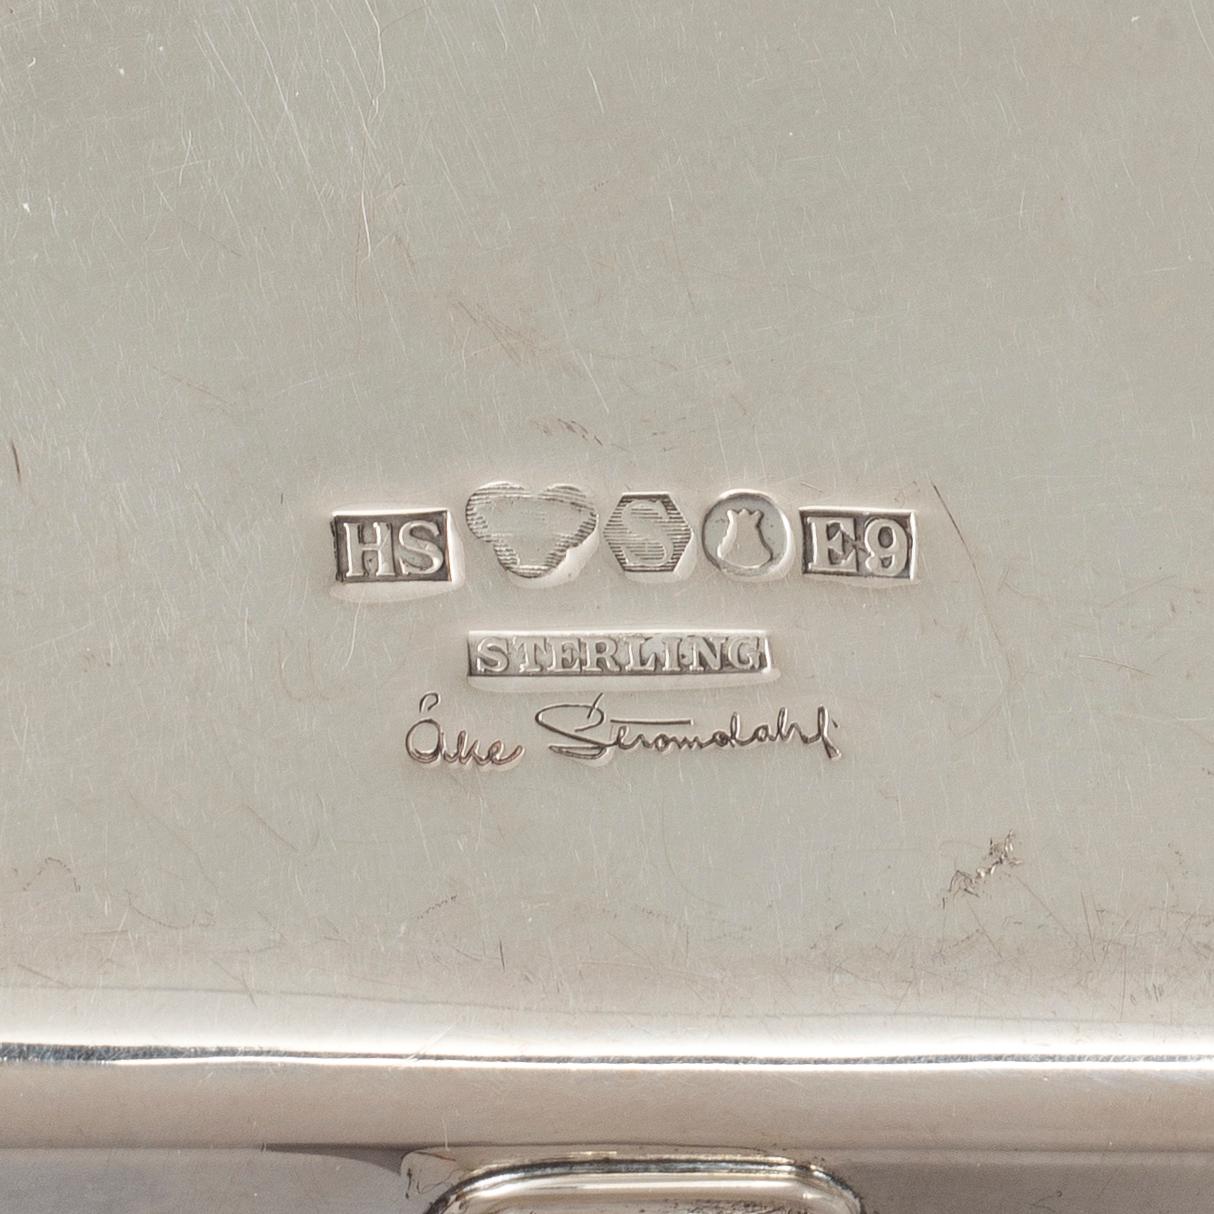 HS S E9
STERLING
Åke Strömdahl